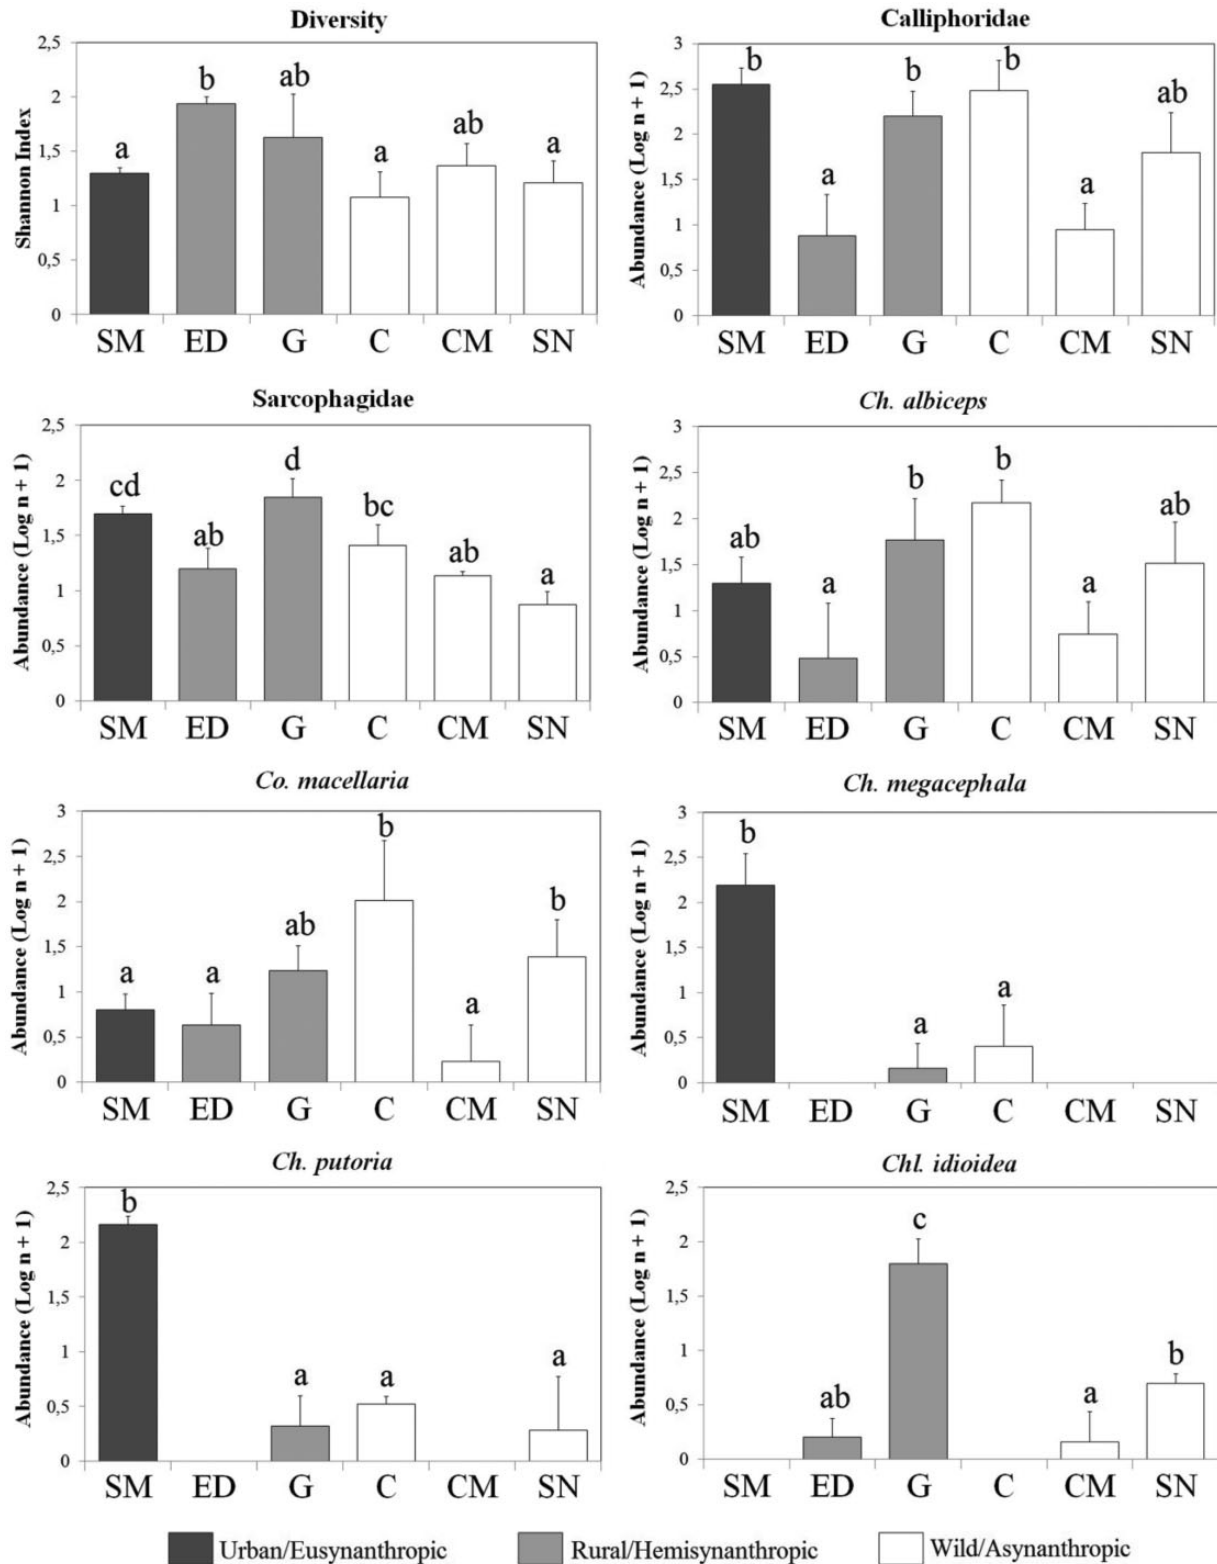 Diversity
Shannon Index
2,5
2
1,5
1
0,5
0
a
b
ab
a
ab
a
SM ED G C CM SN
Calliphoridae
Abundance (Log n + 1)
3
2,5
2
1,5
1
0,5
0
b
a
b
b
a
ab
SM ED G C CM SN
Sarcophagidae
Abundance (Log n + 1)
2,5
2
1,5
1
0,5
0
cd
ab
d
bc
ab
a
SM ED G C CM SN
Ch. albiceps
Abundance (Log n + 1)
3
2,5
2
1,5
1
0,5
0
ab
a
b
b
a
ab
SM ED G C CM SN
Co. macellaria
Abundance (Log n + 1)
3
2,5
2
1,5
1
0,5
0
a
a
ab
b
a
b
SM ED G C CM SN
Ch. megacephala
Abundance (Log n + 1)
3
2,5
2
1,5
1
0,5
0
b
a
a
SM ED G C CM SN
Ch. putoria
Abundance (Log n + 1)
2,5
2
1,5
1
0,5
0
b
a
a
a
SM ED G C CM SN
Chl. idioidea
Abundance (Log n + 1)
2,5
2
1,5
1
0,5
0
ab
c
a
b
SM ED G C CM SN
Urban/Eusynanthropic Rural/Hemisynanthropic Wild/Asynanthropic